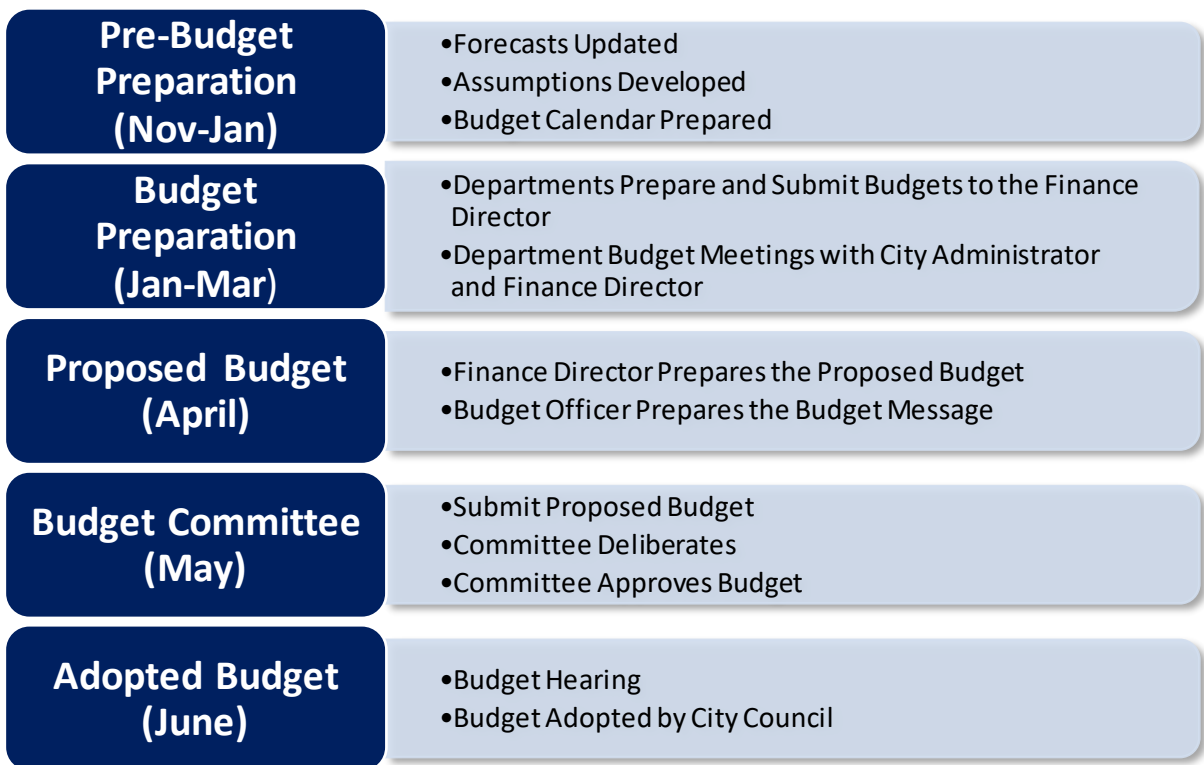 Pre-Budget
Preparation
(Nov-Jan)
•Forecasts Updated
•Assumptions Developed
•Budget Calendar Prepared
Budget
Preparation
(Jan-Mar)
•Departments Prepare and Submit Budgets to the Finance
Director
•Department Budget Meetings with City Administrator
and Finance Director
Proposed Budget
(April)
•Finance Director Prepares the Proposed Budget
•Budget Officer Prepares the Budget Message
Budget Committee
(May)
•Submit Proposed Budget
•Committee Deliberates
•Committee Approves Budget
Adopted Budget
(June)
•Budget Hearing
•Budget Adopted by City Council